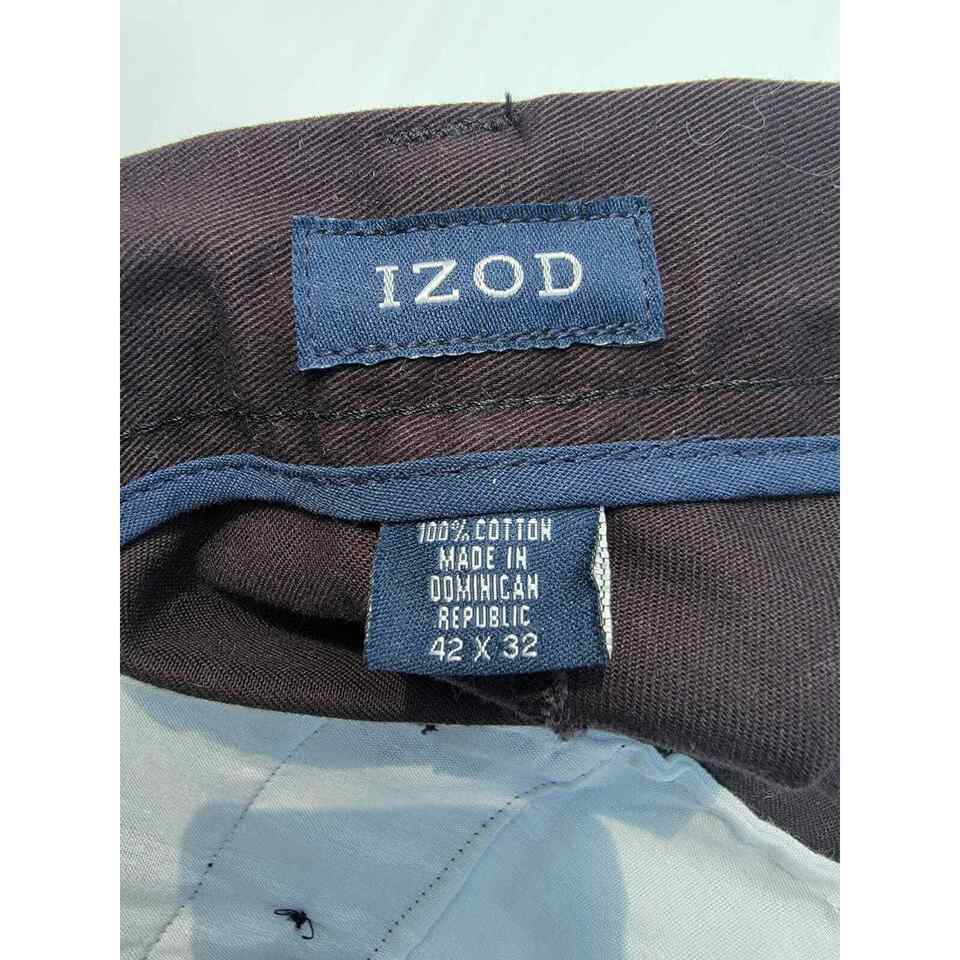 IZOD
100% COTTON
MADE IN
DOMINICAN
REPUBLIC
42 X 32